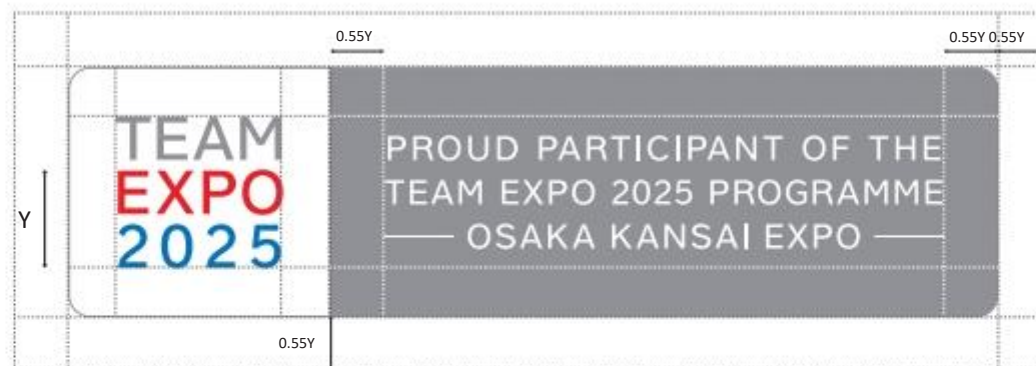 0.55Y
0.55Y 0.55Y
TEAM
EXPO
2025
Y
PROUD PARTICIPANT OF THE
TEAM EXPO 2025 PROGRAMME
OSAKA KANSAI EXPO
0.55Y